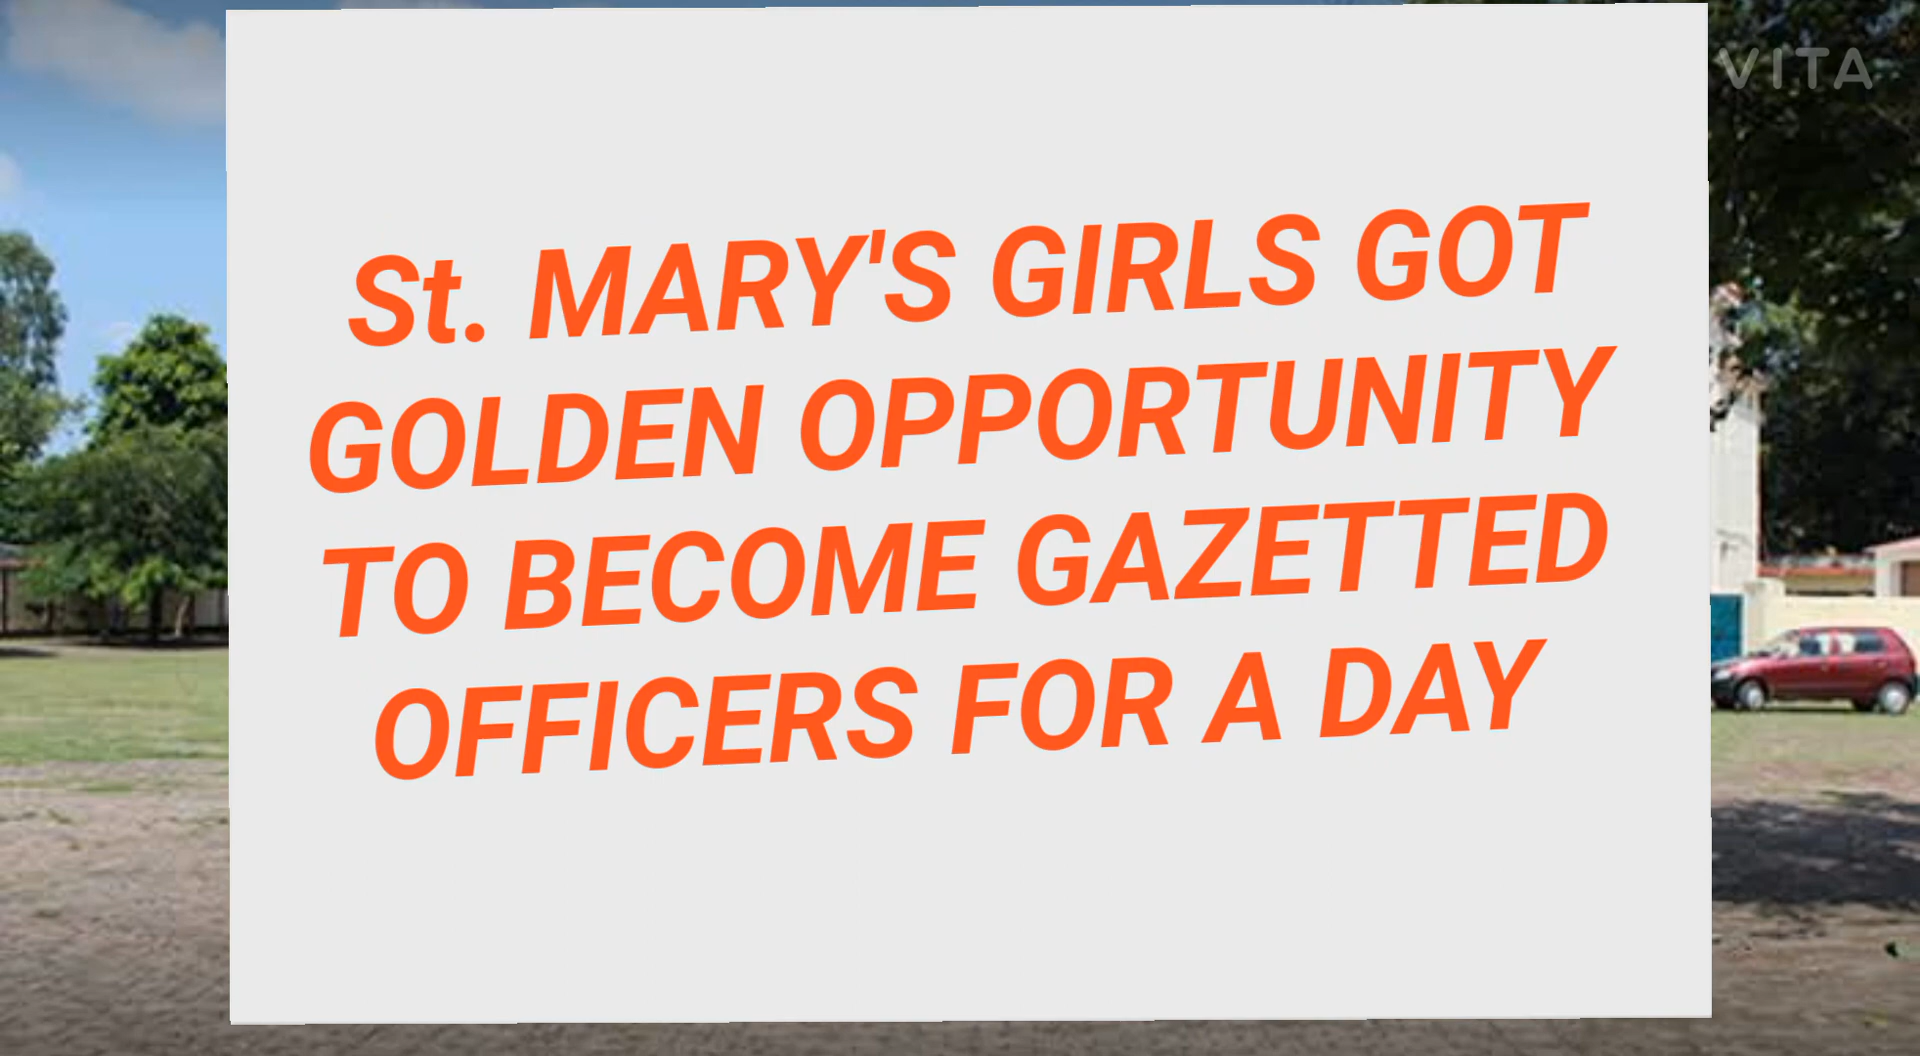 VITA
St. MARY'S GIRLS GOT
GOLDEN OPPORTUNITY
TO BECOME GAZETTED
OFFICERS FOR A DAY